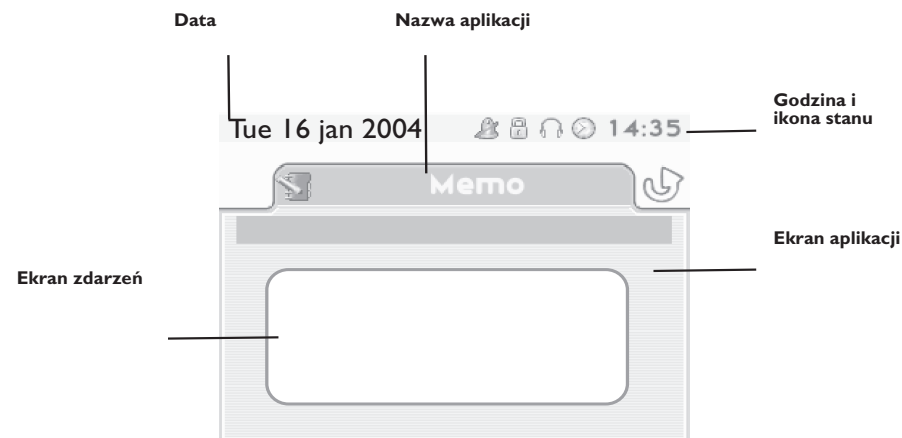 Data
Nazwa aplikacji
Godzina i
ikona stanu
Tue 16 jan 2004
14:35
Memo
Ekran aplikacji
Ekran zdarzeń